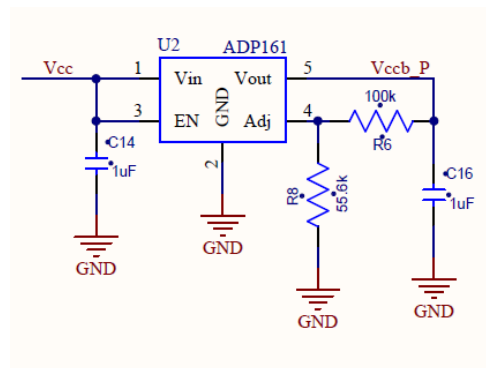 U2
ADP161
Vcc
1
Vin
Vout
5
Vccb_P
3
EN
GND
Adj
4
100k
R6
C14
1uF
2
R8
55.6k
C16
1uF
GND
GND
GND
GND